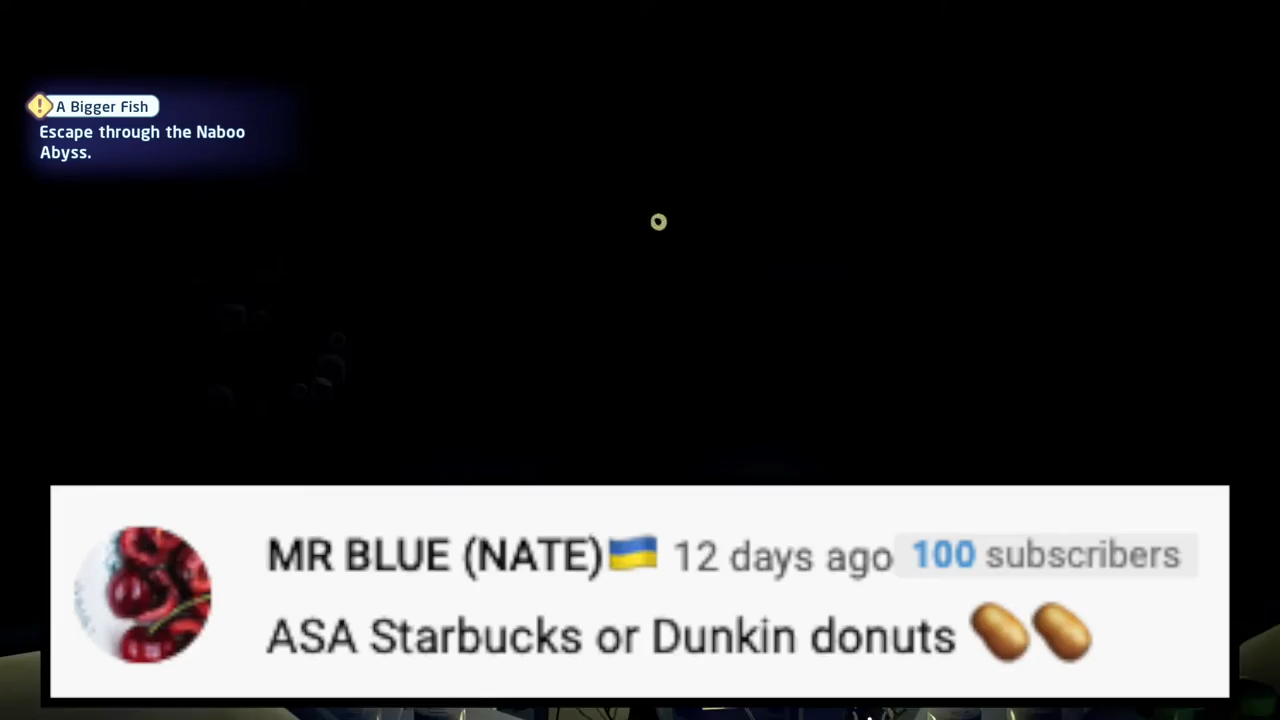 ! A Bigger Fish
Escape through the Naboo
Abyss.
MR BLUE (NATE)🇺🇦 12 days ago 100 subscribers
ASA Starbucks or Dunkin donuts 🥔🥔